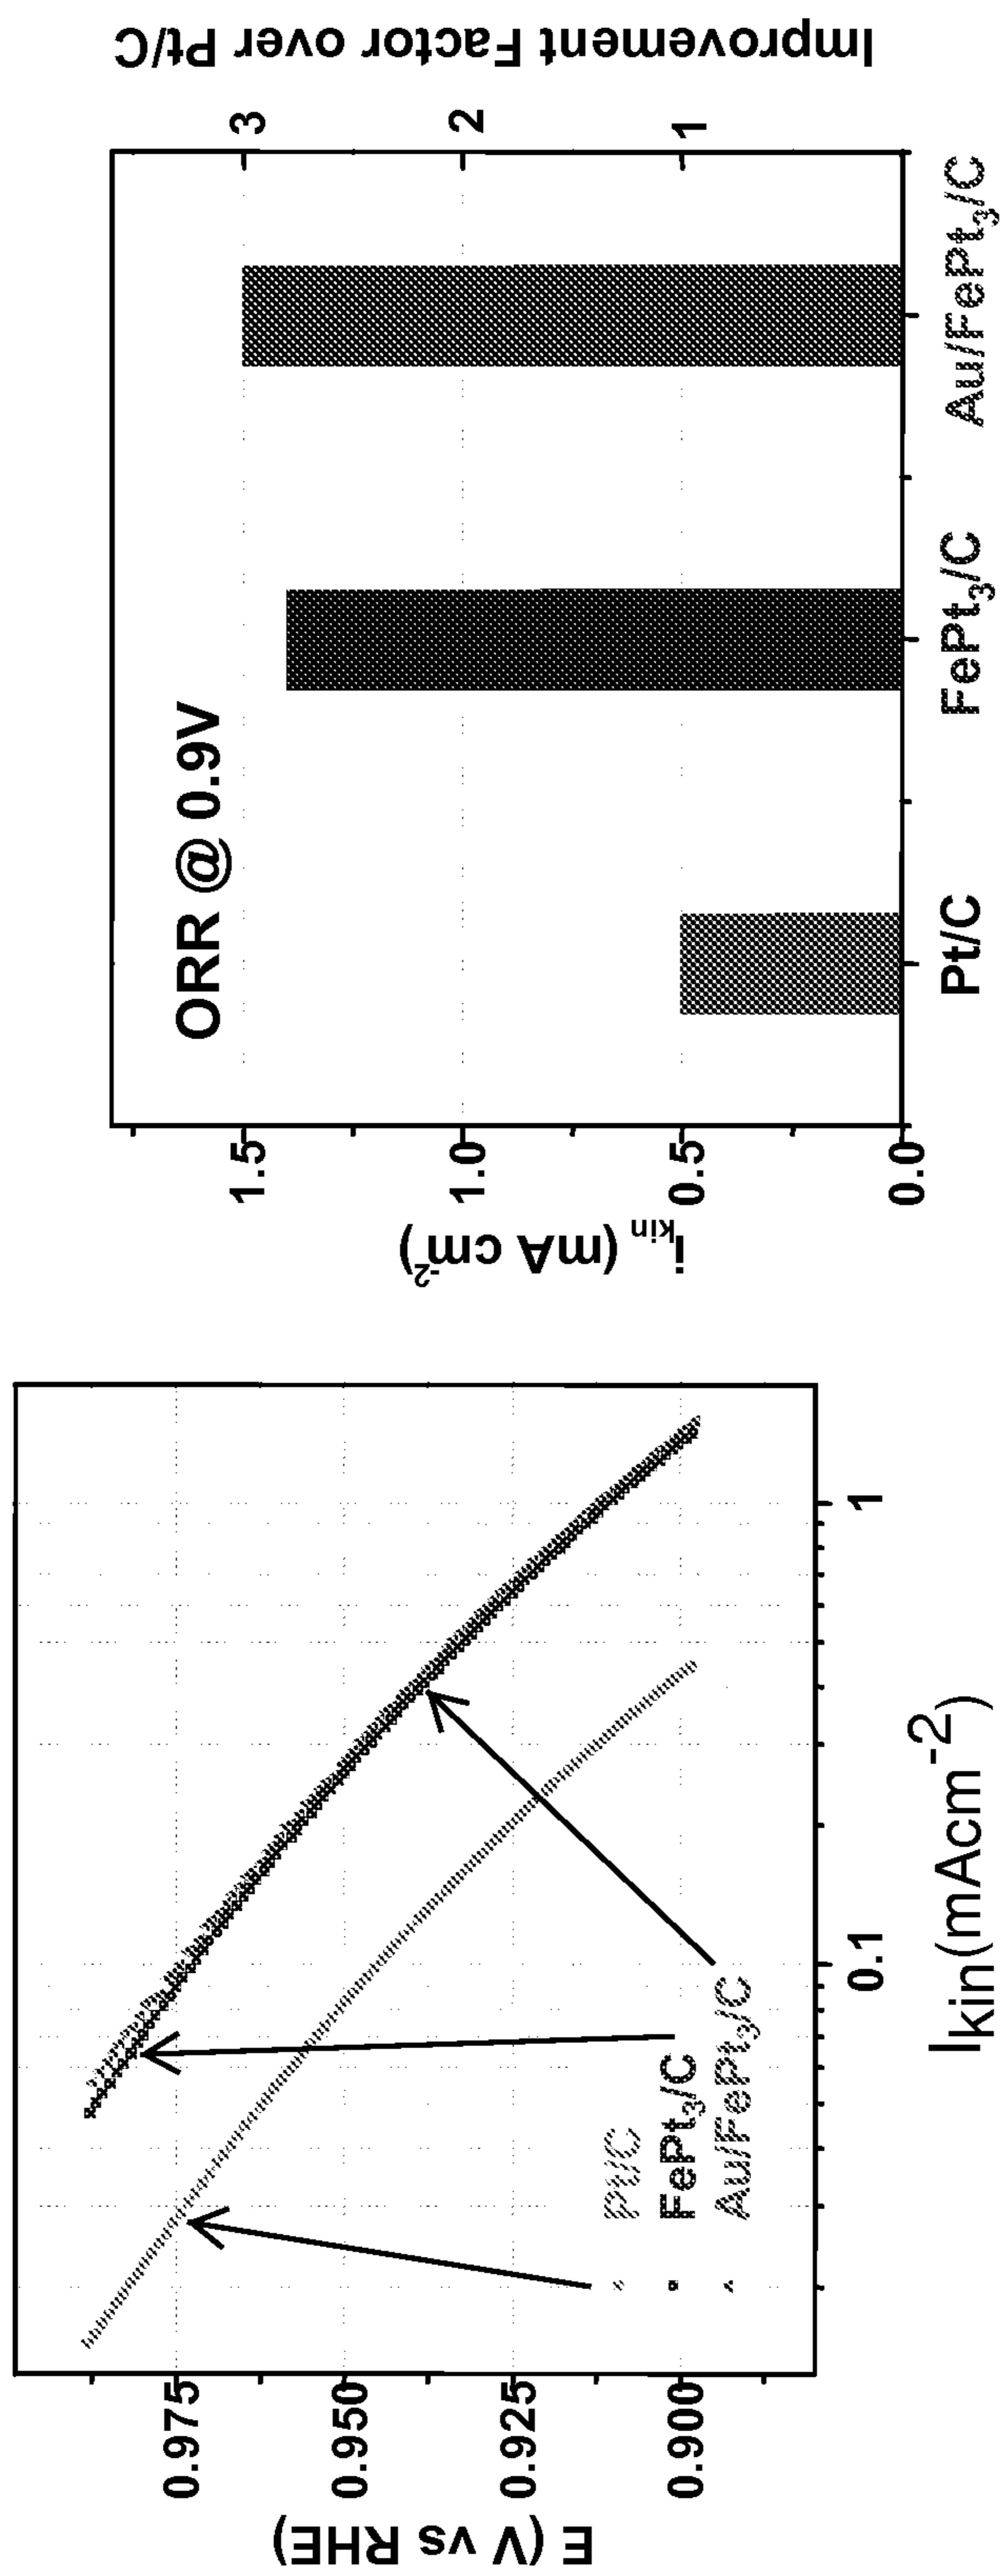 E ( V vs RHE)
0.975
0.950
0.925
0.900
Pt/C
FePt₃/C
Au/FePt₃/C
0.1
1
Ikin(mAcm⁻²)
ORR @ 0.9V
i kin (mA cm⁻²)
1.5
1.0
0.5
0.0
Pt/C
FePt₃/C
Au/FePt₃/C
3
2
1
Improvement Factor over Pt/C